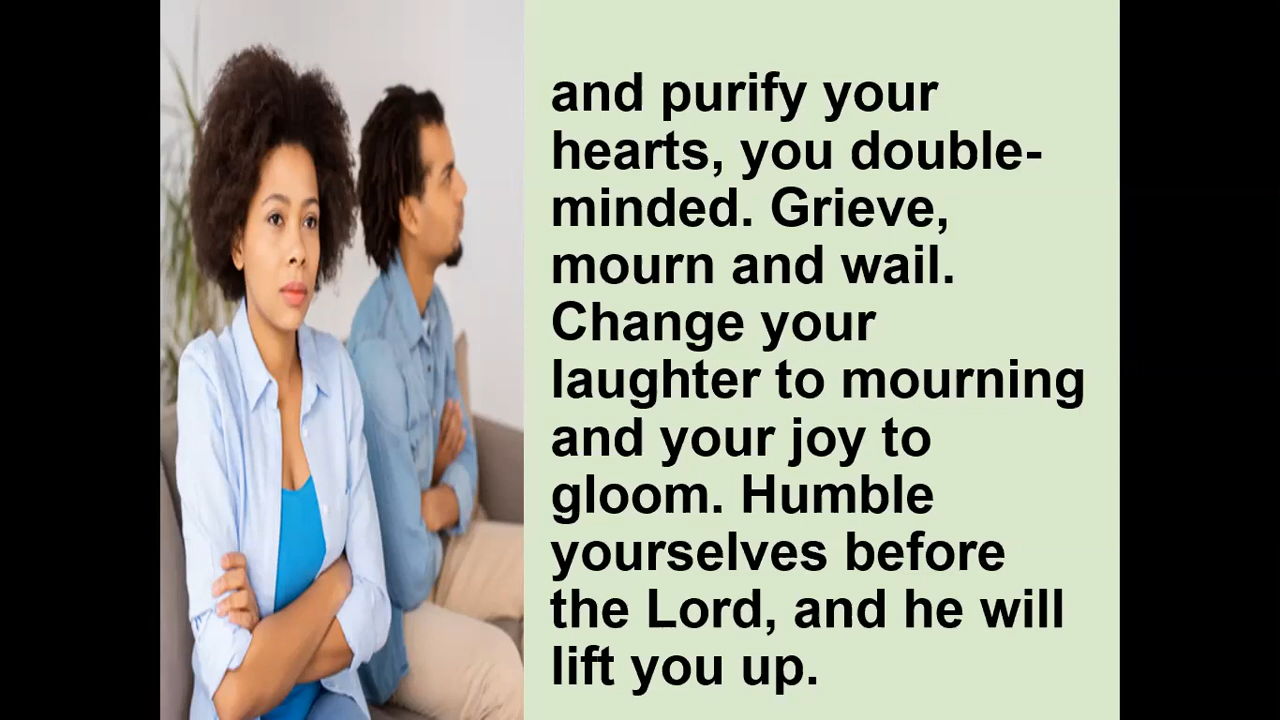 and purify your
hearts, you double-
minded. Grieve,
mourn and wail.
Change your
laughter to mourning
and your joy to
gloom. Humble
yourselves before
the Lord, and he will
lift you up.